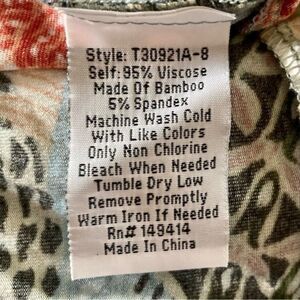 Style: T30921A-8
Self: 95% Viscose
Made Of Bamboo
5% Spandex
Machine Wash Cold
With Like Colors
Only Non Chlorine
Bleach When Needed
Tumble Dry Low
Remove Promptly
Warm Iron If Needed
Rn# 149414
Made In China